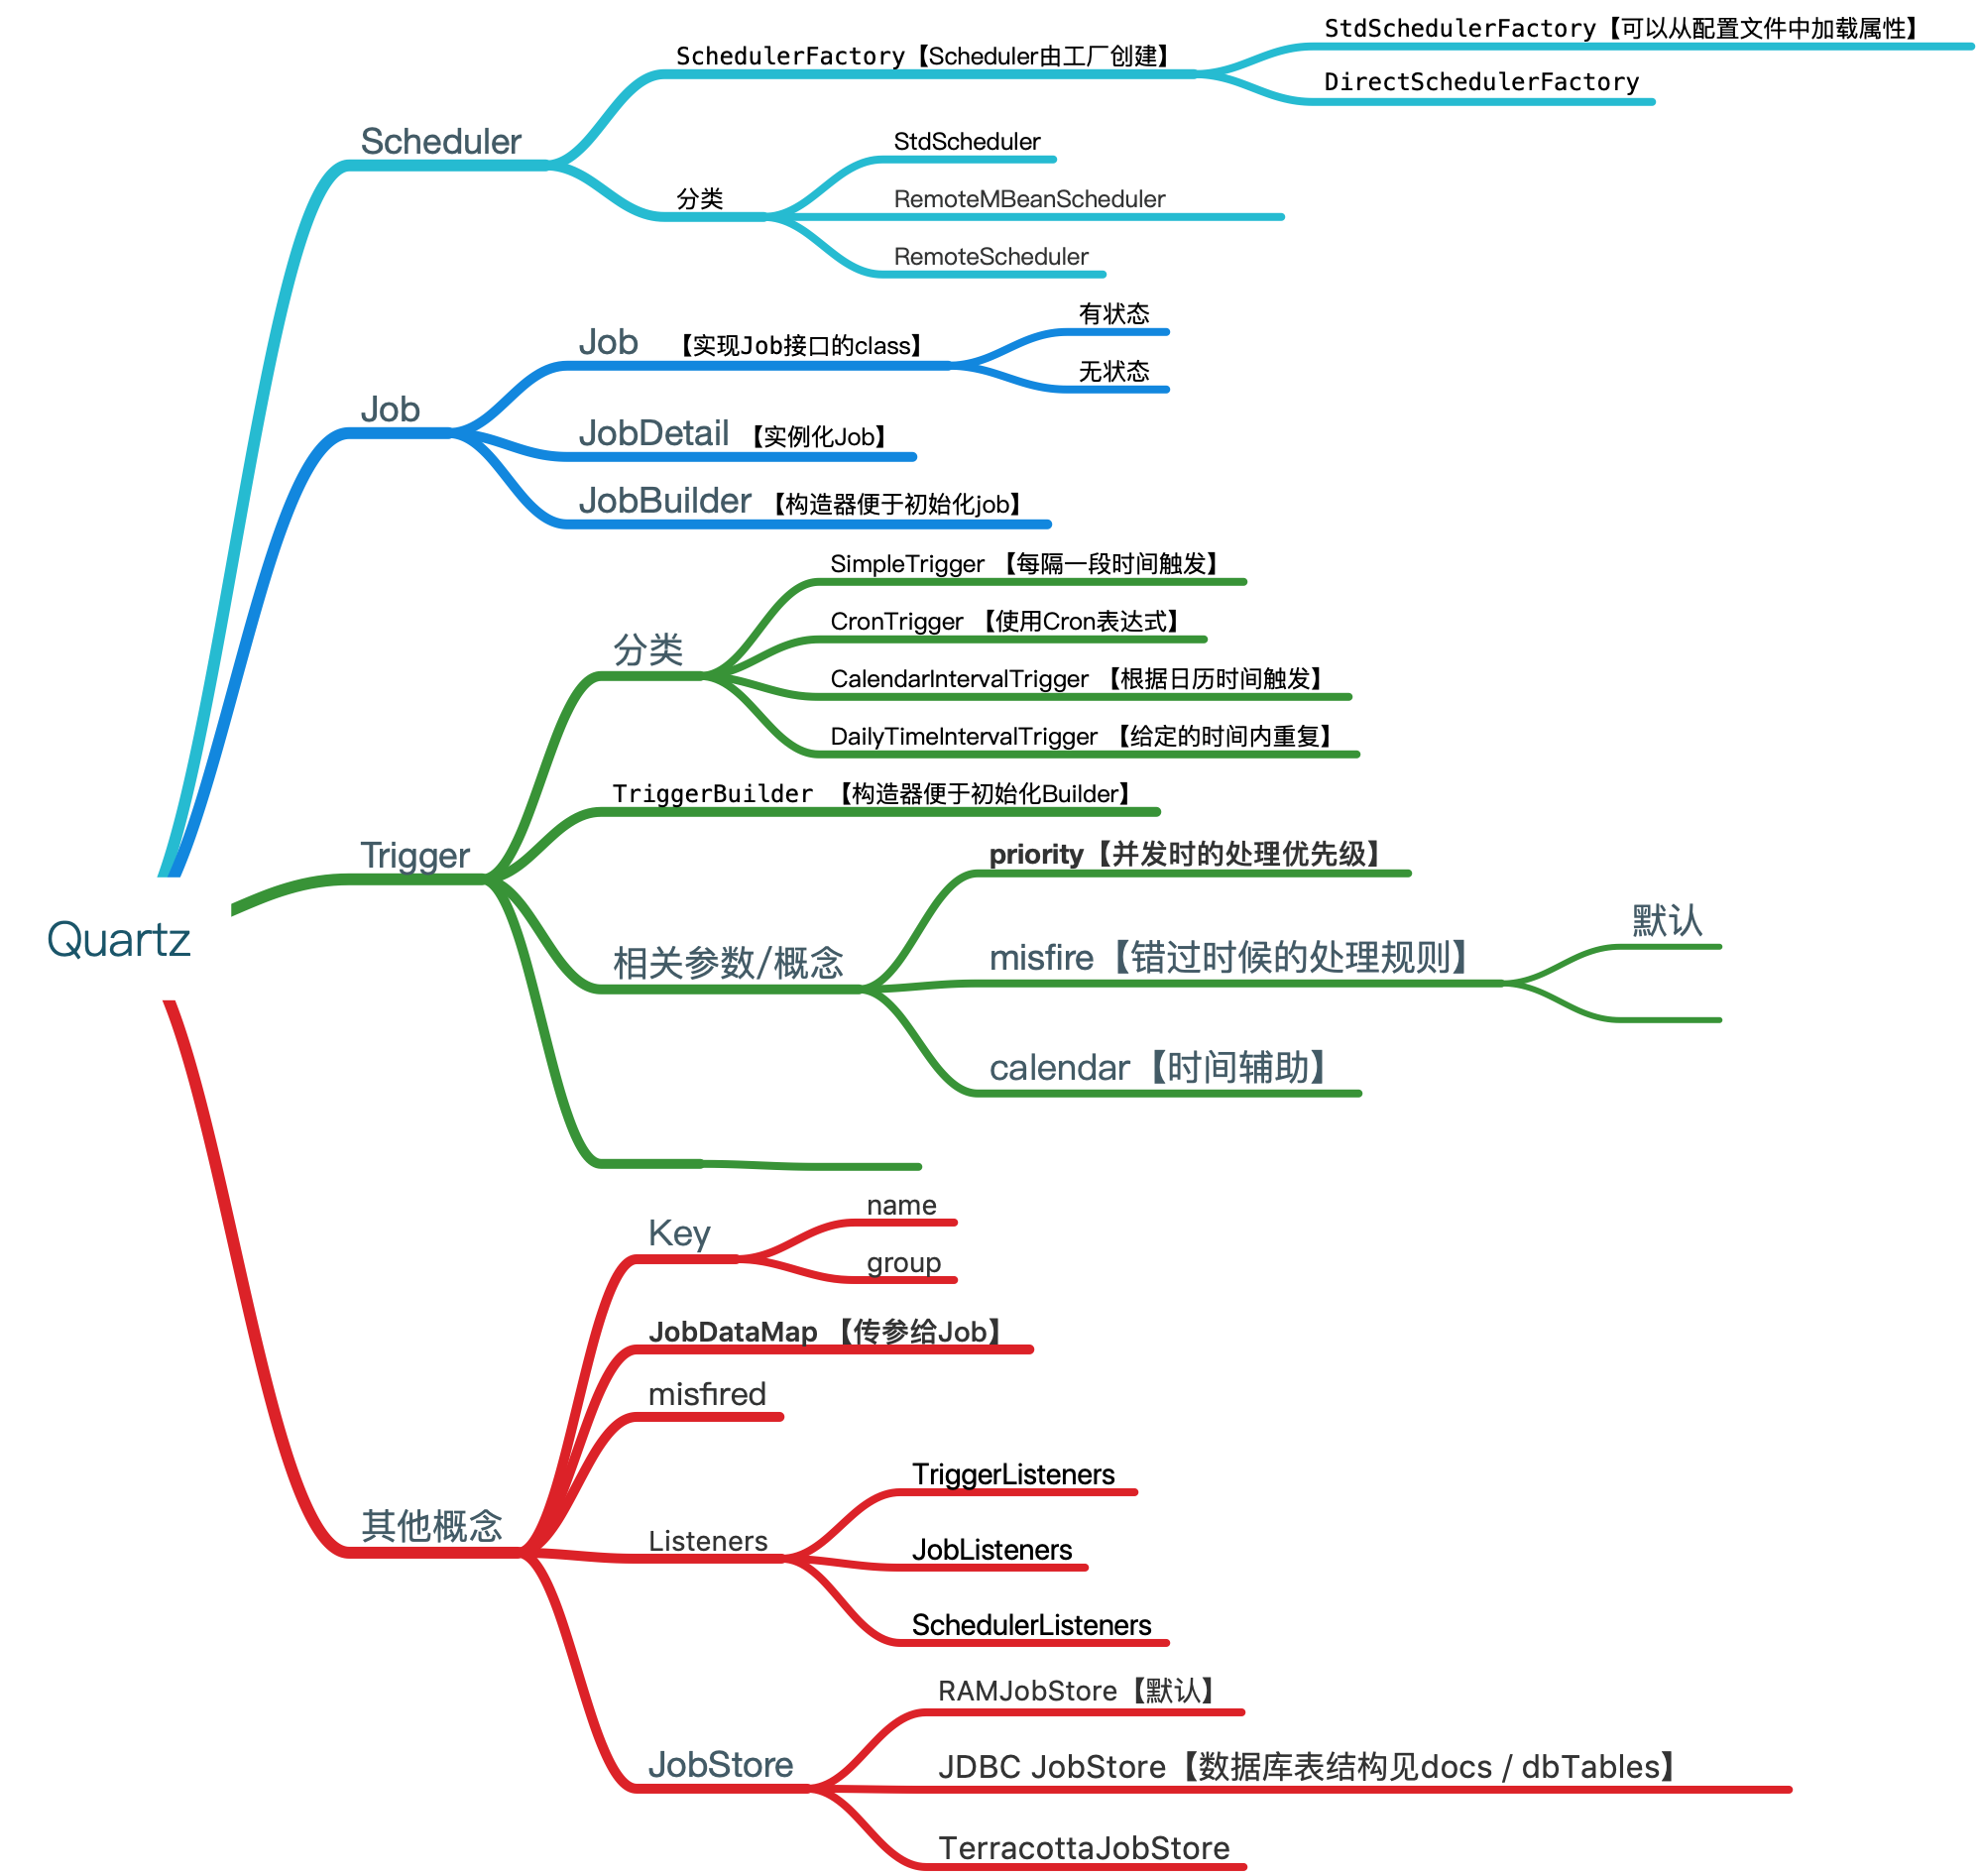 Quartz
Scheduler
SchedulerFactory【Scheduler由工厂创建】
StdSchedulerFactory【可以从配置文件中加载属性】
DirectSchedulerFactory
分类
StdScheduler
RemoteMBeanScheduler
RemoteScheduler
Job
Job 【实现Job接口的class】
有状态
无状态
JobDetail 【实例化Job】
JobBuilder 【构造器便于初始化job】
Trigger
分类
SimpleTrigger 【每隔一段时间触发】
CronTrigger 【使用Cron表达式】
CalendarIntervalTrigger 【根据日历时间触发】
DailyTimeIntervalTrigger 【给定的时间内重复】
TriggerBuilder 【构造器便于初始化Builder】
相关参数/概念
priority【并发时的处理优先级】
misfire【错过时候的处理规则】
默认
calendar【时间辅助】
其他概念
Key
name
group
JobDataMap 【传参给Job】
misfired
Listeners
TriggerListeners
JobListeners
SchedulerListeners
JobStore
RAMJobStore【默认】
JDBC JobStore【数据库表结构见docs / dbTables】
TerracottaJobStore